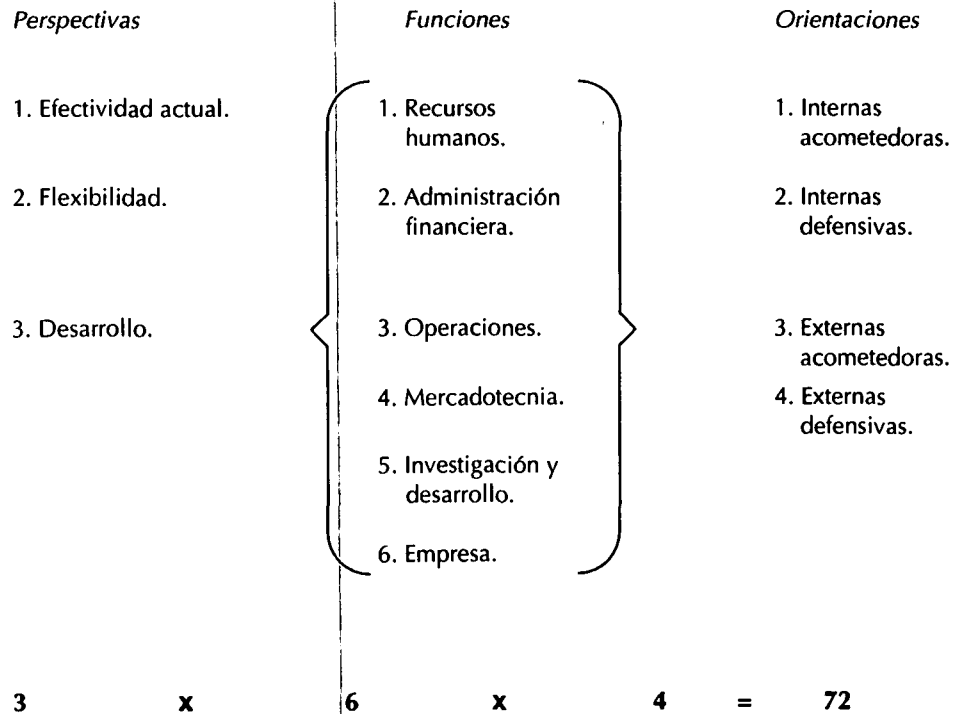 Perspectivas
Funciones
Orientaciones
1. Efectividad actual.
2. Flexibilidad.
3. Desarrollo.
1. Recursos
humanos.
2. Administración
financiera.
3. Operaciones.
4. Mercadotecnia.
5. Investigación y
desarrollo.
6. Empresa.
1. Internas
acometedoras.
2. Internas
defensivas.
3. Externas
acometedoras.
4. Externas
defensivas.
3 x 6 x 4 = 72